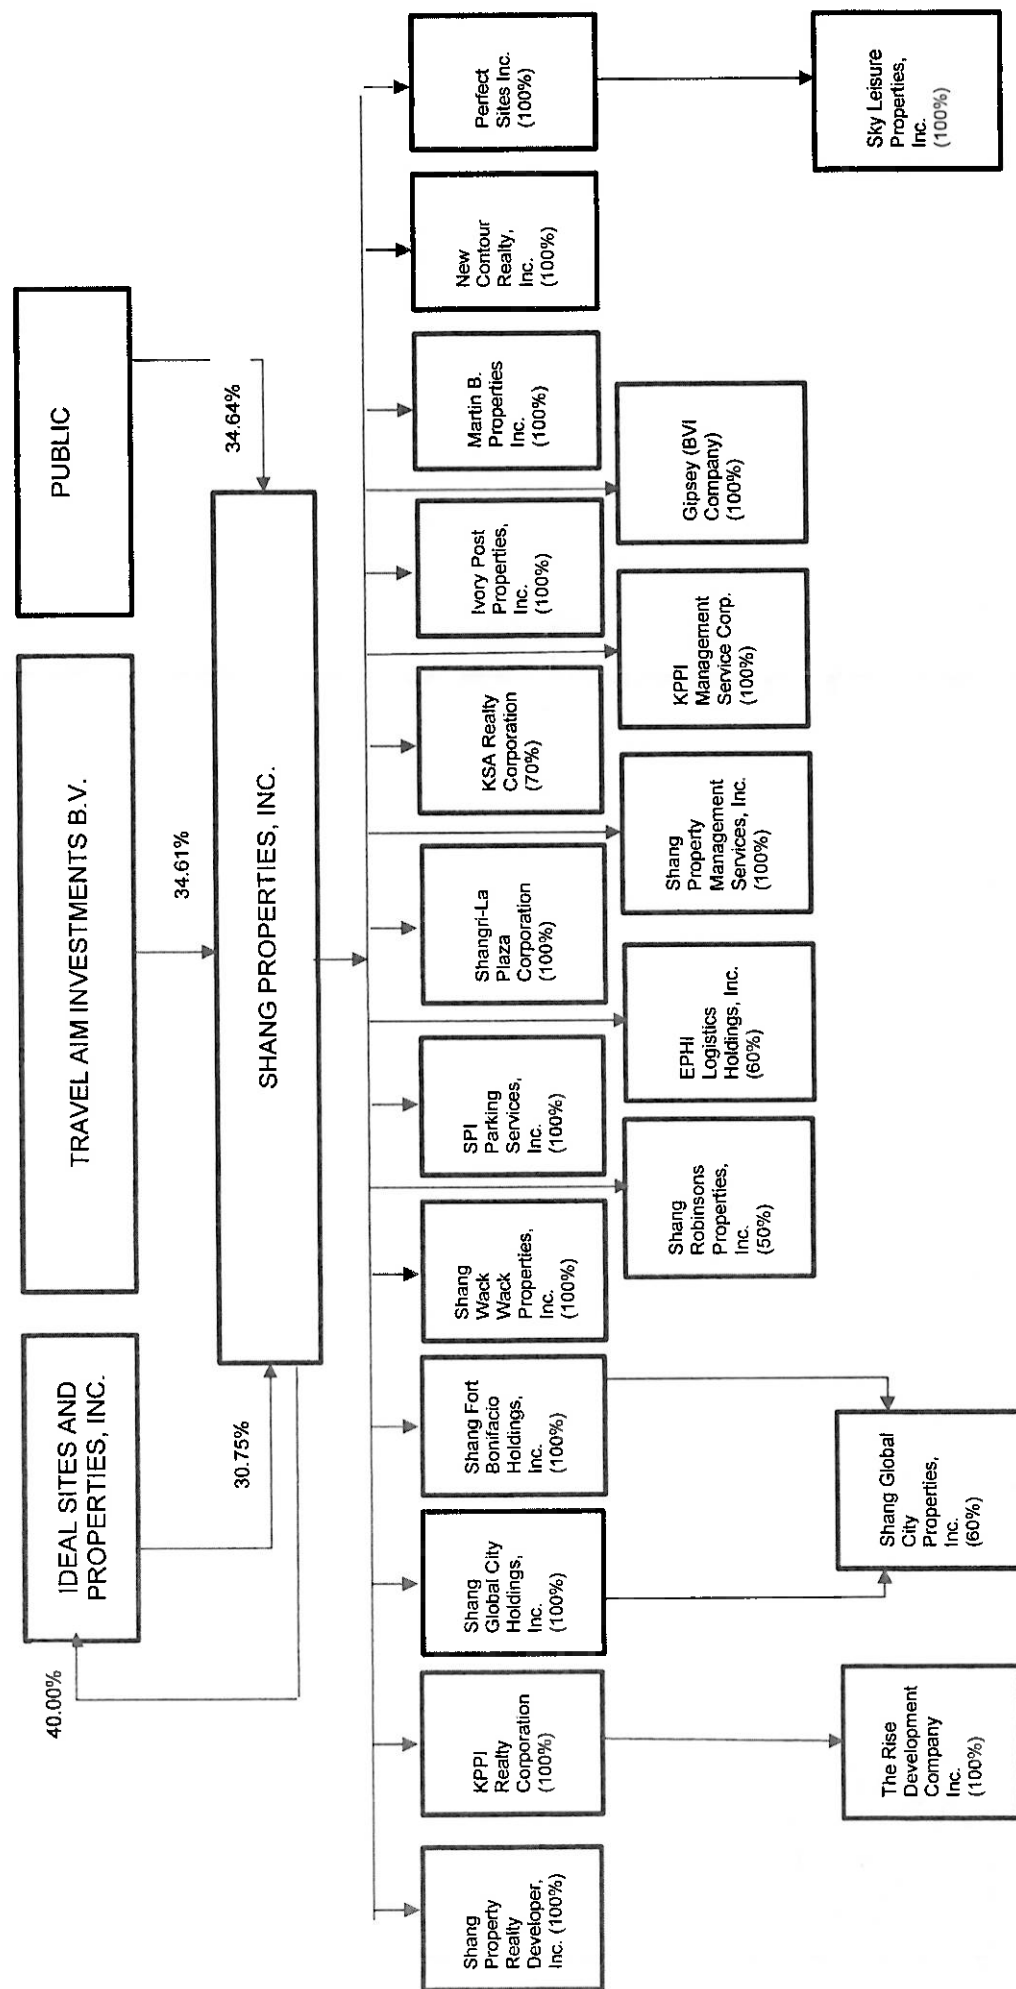 IDEAL SITES AND
PROPERTIES, INC.
TRAVEL AIM INVESTMENTS B.V.
PUBLIC
40.00%
30.75%
34.61%
34.64%
SHANG PROPERTIES, INC.
Shang
Property
Realty
Developer,
Inc. (100%)
KPPI
Realty
Corporation
(100%)
Shang
Global City
Holdings,
Inc.
(100%)
Shang Fort
Bonifacio
Holdings,
Inc.
(100%)
Shang
Wack
Wack
Properties,
Inc.
(100%)
SPI
Parking
Services,
Inc.
(100%)
Shangri-La
Plaza
Corporation
(100%)
KSA Realty
Corporation
(70%)
Ivory Post
Properties,
Inc.
(100%)
Martin B.
Properties
Inc.
(100%)
New
Contour
Realty,
Inc.
(100%)
Perfect
Sites Inc.
(100%)
Shang
Robinsons
Properties,
Inc.
(50%)
EPHI
Logistics
Holdings, Inc.
(60%)
Shang
Property
Management
Services, Inc.
(100%)
KPPI
Management
Service Corp.
(100%)
Gipsey (BVI
Company)
(100%)
The Rise
Development
Company
Inc.
(100%)
Shang Global
City
Properties,
Inc.
(60%)
Sky Leisure
Properties,
Inc.
(100%)